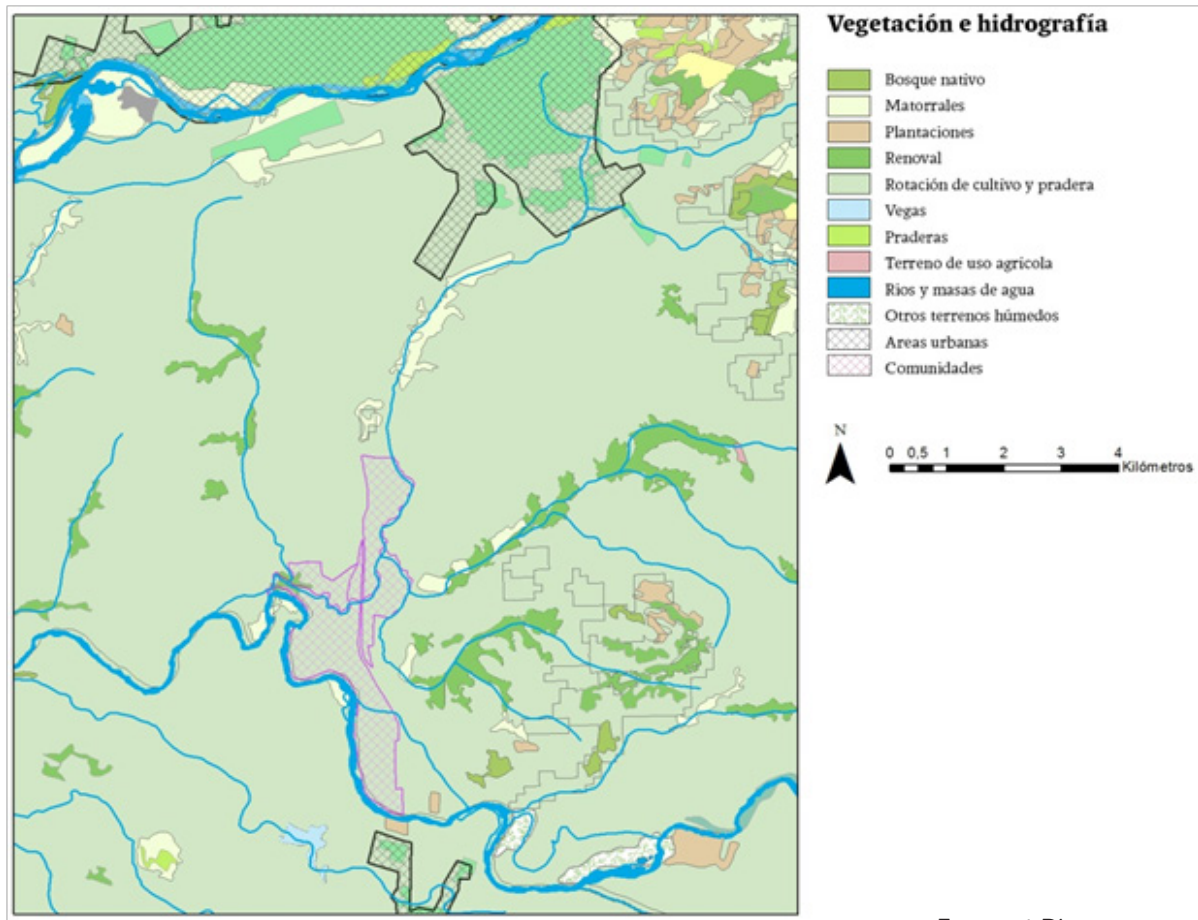 Vegetación e hidrografía
Bosque nativo
Matorrales
Plantaciones
Renoval
Rotación de cultivo y pradera
Vegas
Praderas
Terreno de uso agrícola
Rios y masas de agua
Otros terrenos húmedos
Areas urbanas
Comunidades
N
0 0,5 1 2 3 4
Kilómetros